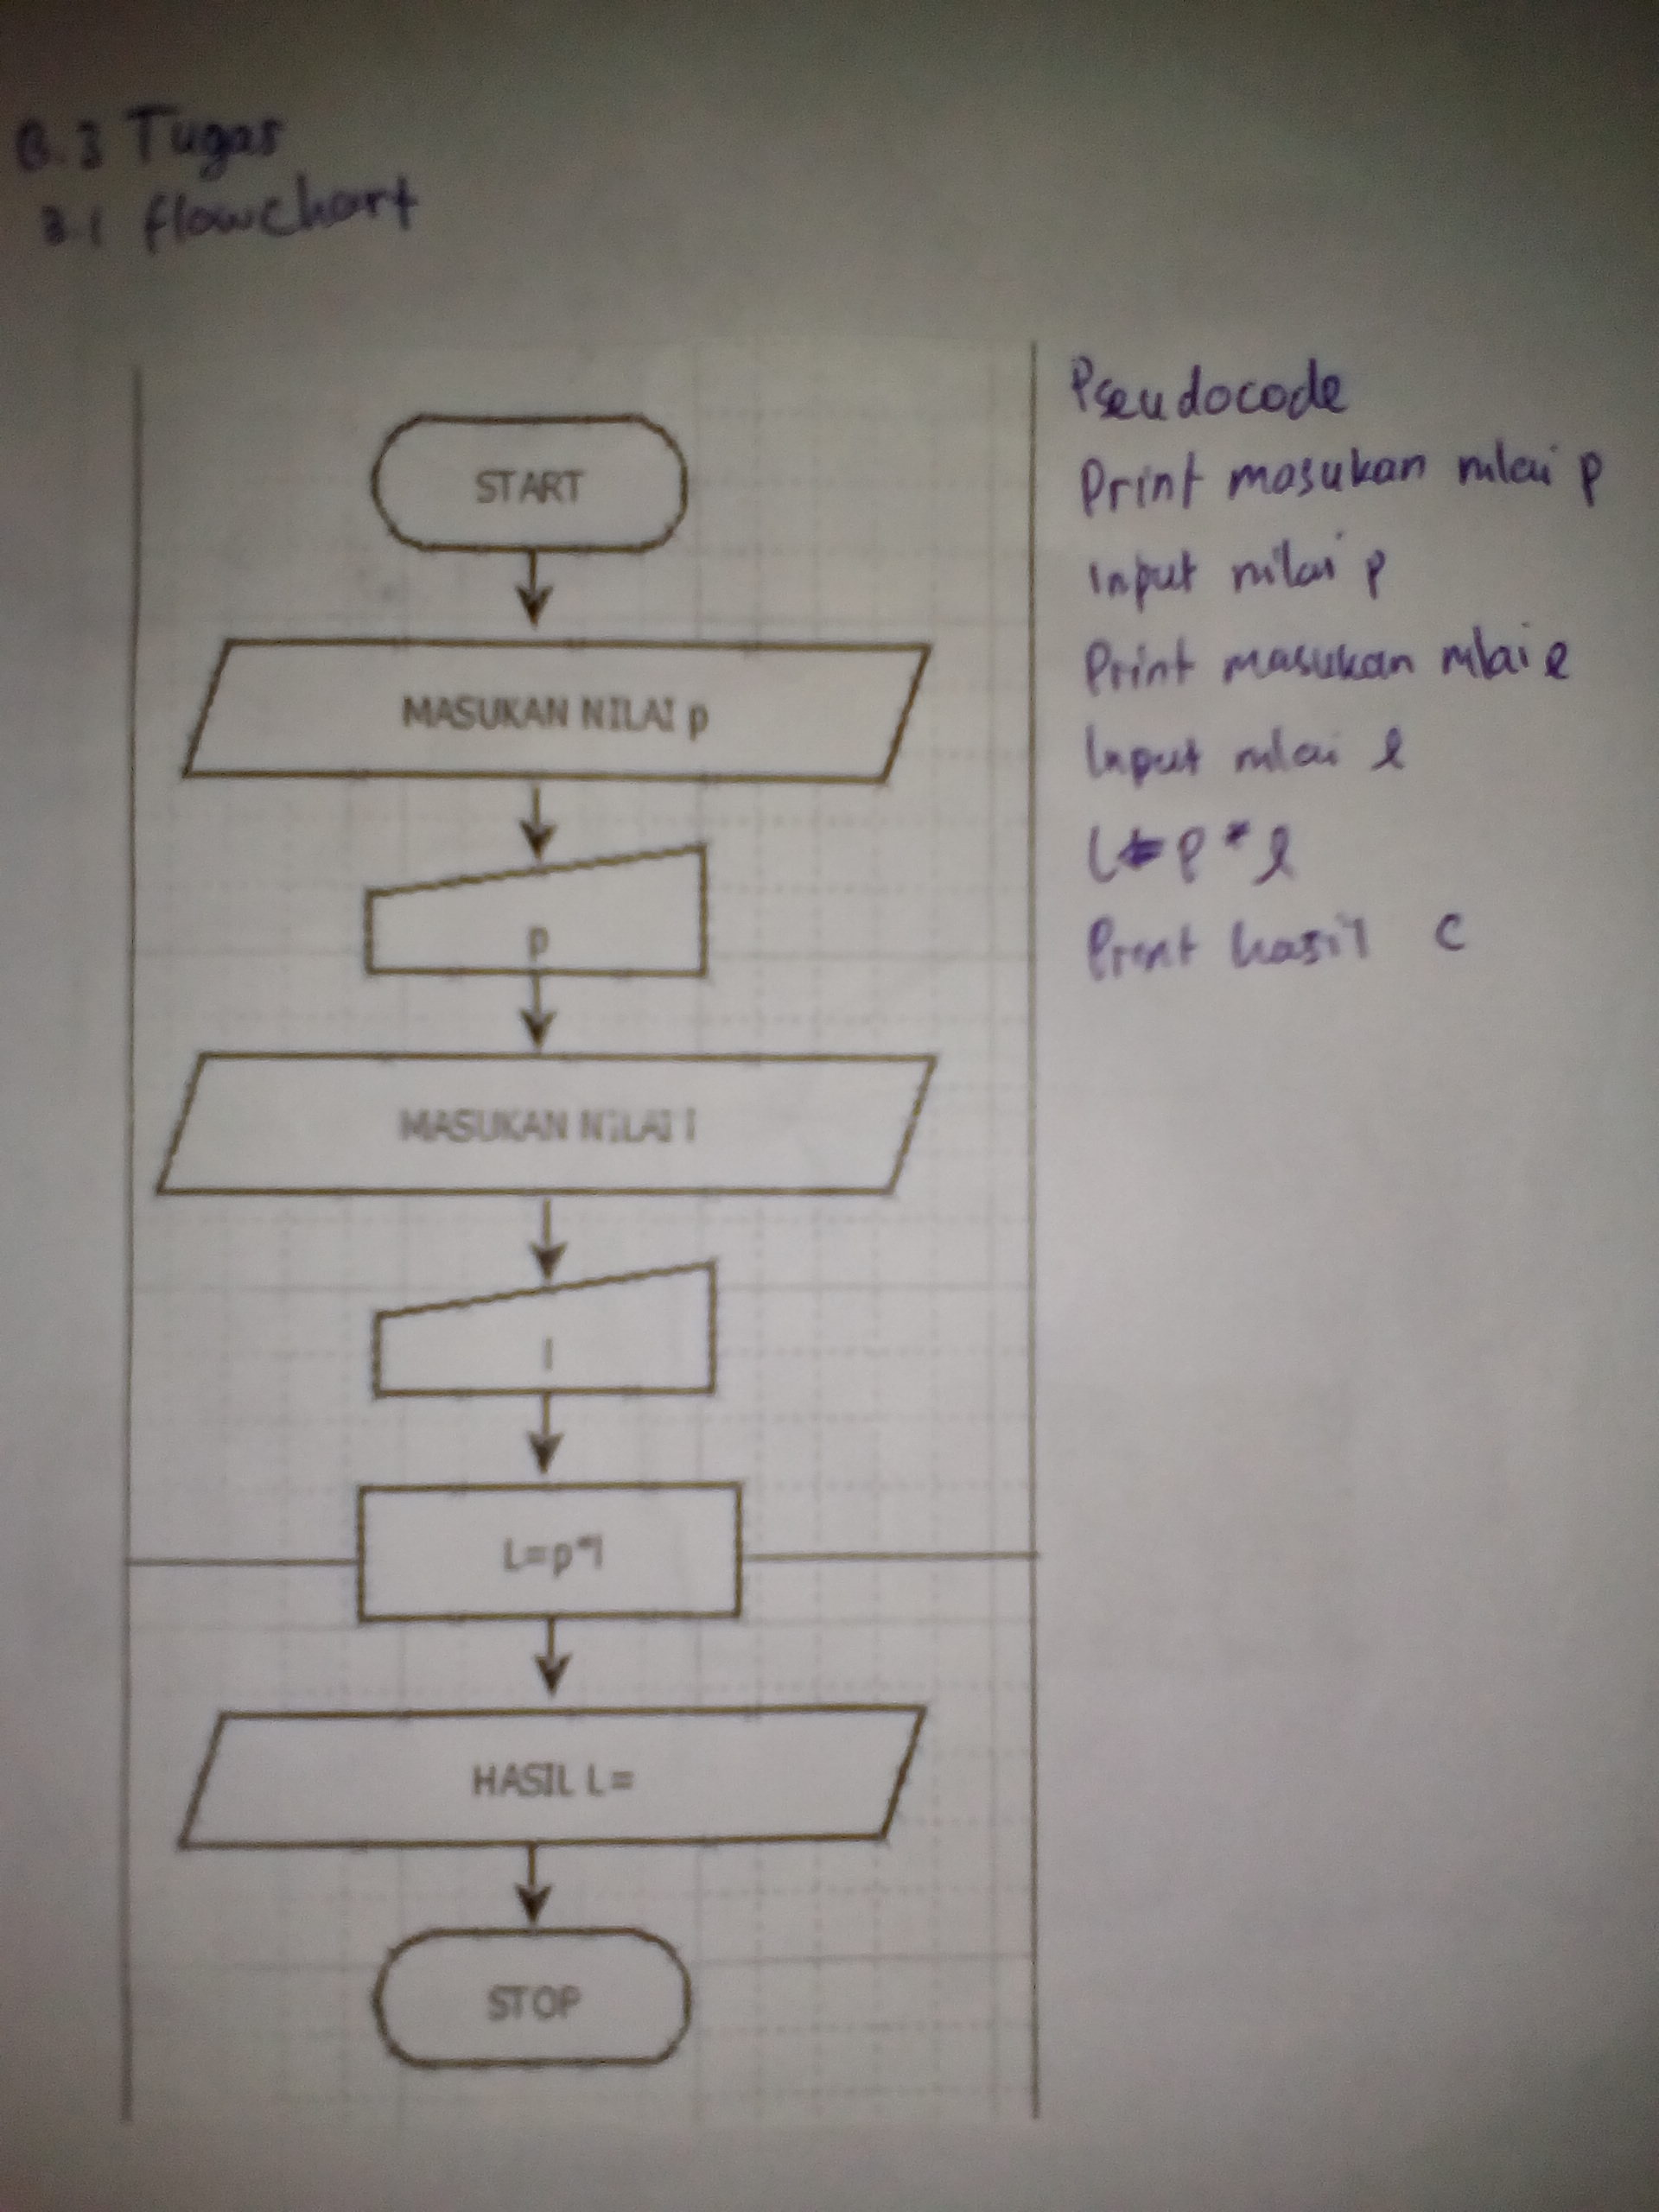 B.3 Tugas
3.1 flowchart
START
MASUKAN NILAI p
p
MASUKAN NILAI l
l
L=p*l
HASIL L=
STOP
Pseudocode
Print masukan nilai p
Input nilai p
Print masukan nilai l
Input nilai l
L = p * l
Print hasil C